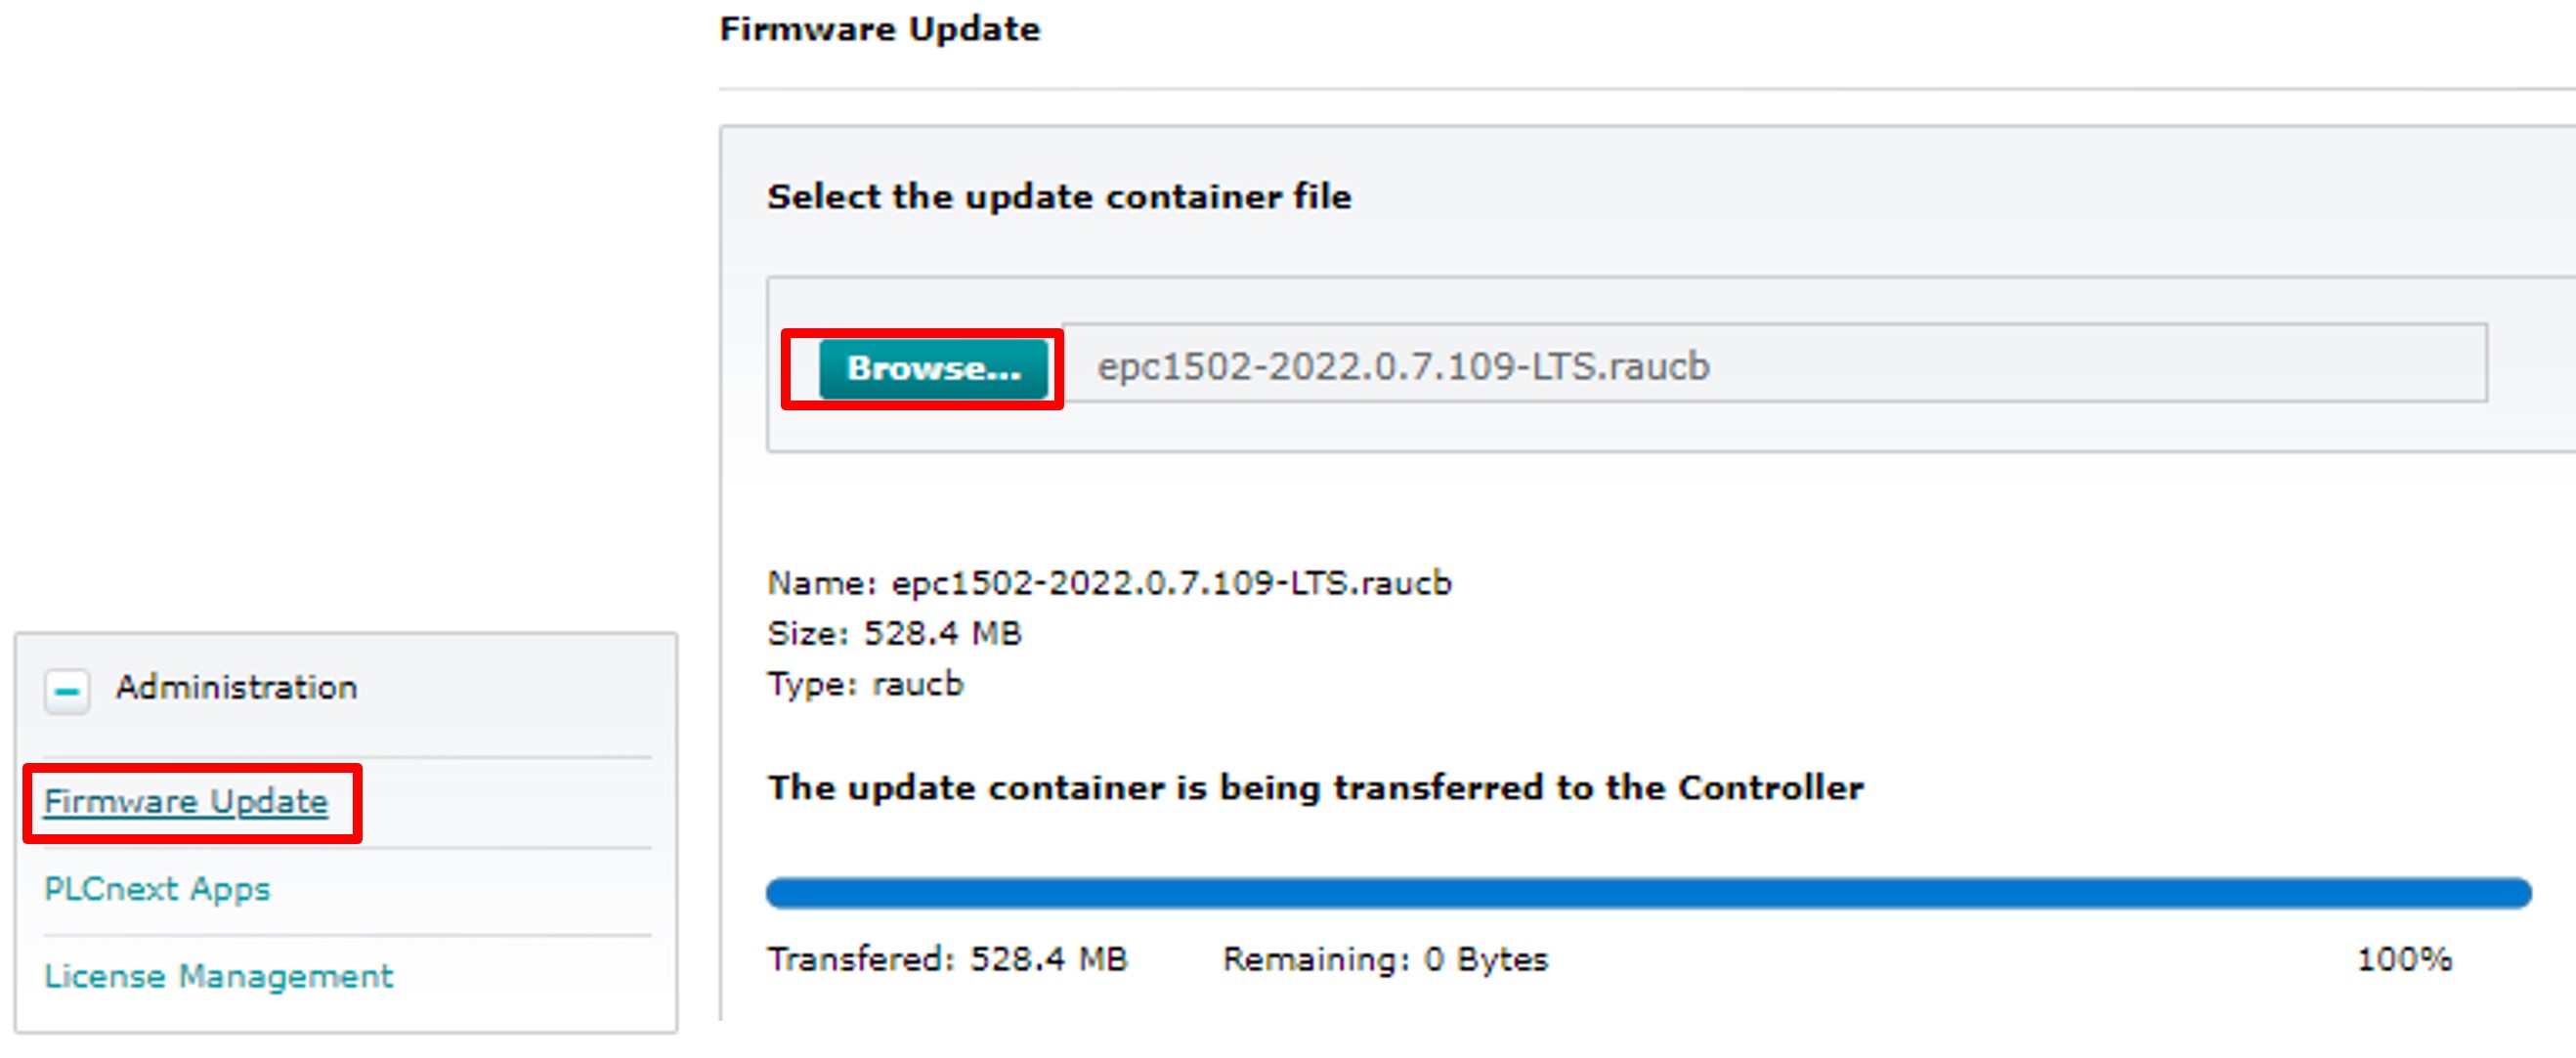 Firmware Update
Select the update container file
Browse... epc1502-2022.0.7.109-LTS.raucb
Name: epc1502-2022.0.7.109-LTS.raucb
Size: 528.4 MB
Type: raucb
The update container is being transferred to the Controller
Transfered: 528.4 MB Remaining: 0 Bytes 100%
Administration
Firmware Update
PLCnext Apps
License Management